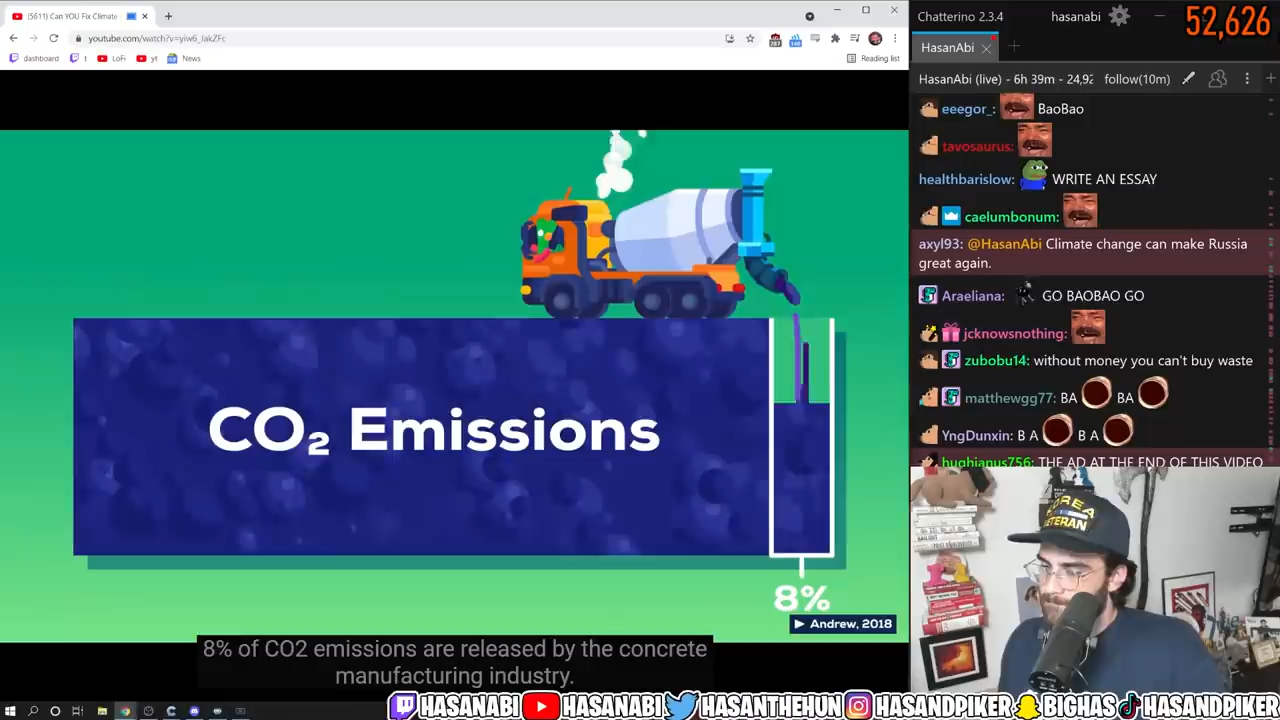 (5611) Can YOU Fix Climate
youtube.com/watch?v=yiw6_IakZFc
dashboard
t
LoFi
y!
News
Reading list
CO₂ Emissions
8%
▶ Andrew, 2018
8% of CO2 emissions are released by the concrete
manufacturing industry.
Chatterino 2.3.4
hasanabi
52,626
HasanAbi
HasanAbi (live) - 6h 39m - 24,92
follow(10m)
eeegor_: BaoBao
tavosaurus:
healthbarislow: WRITE AN ESSAY
caelumbonum:
axyl93: @HasanAbi Climate change can make Russia
great again.
Araeliana: GO BAOBAO GO
jcknowsnothing:
zubobu14: without money you can't buy waste
matthewgg77: BA BA
YngDunxin: B A B A
hughianus756: THE AD AT THE END OF THIS VIDEO
KOREA
VETERAN
HASANABI HASANABI HASANTHEHUN HASANDPIKER BIGHAS HASANDPIKER